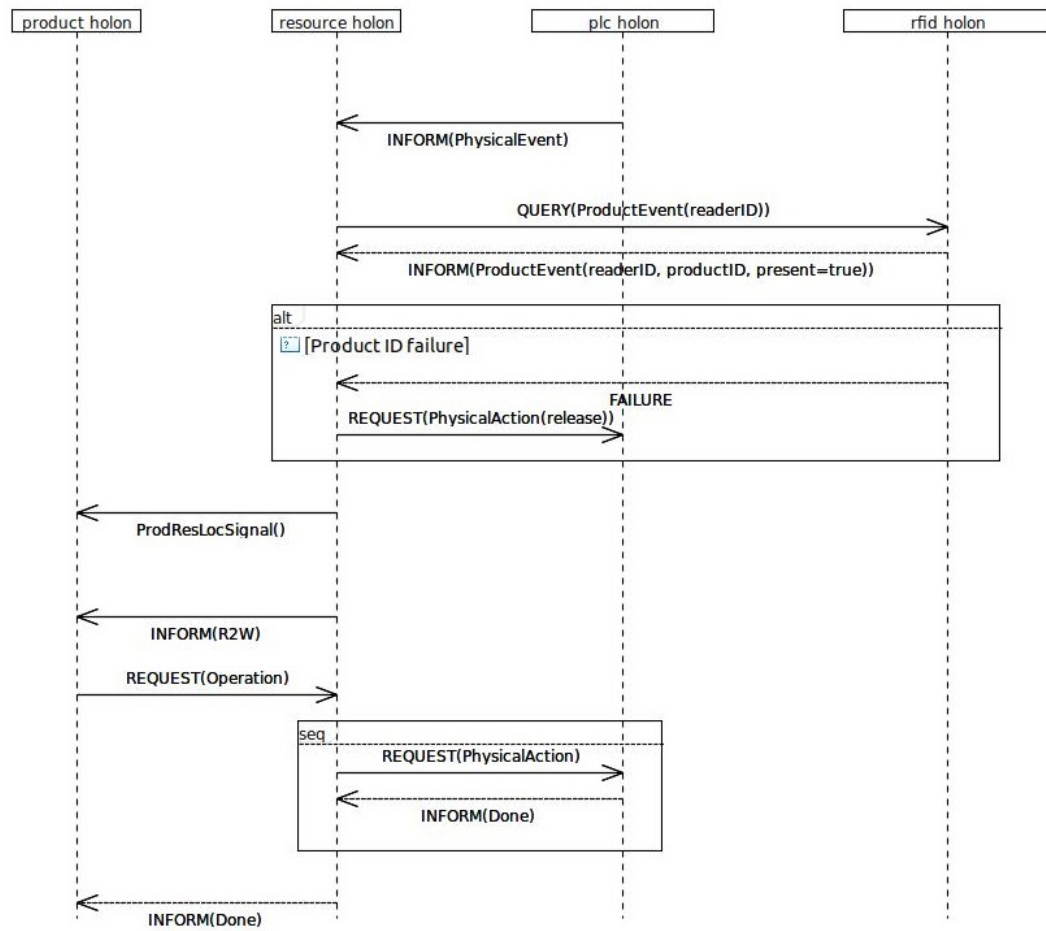 product holon
resource holon
plc holon
rfid holon
INFORM(PhysicalEvent)
QUERY(ProductEvent(readerID))
INFORM(ProductEvent(readerID, productID, present=true))
alt
[Product ID failure]
FAILURE
REQUEST(PhysicalAction(release))
ProdResLocSignal()
INFORM(R2W)
REQUEST(Operation)
seq
REQUEST(PhysicalAction)
INFORM(Done)
INFORM(Done)